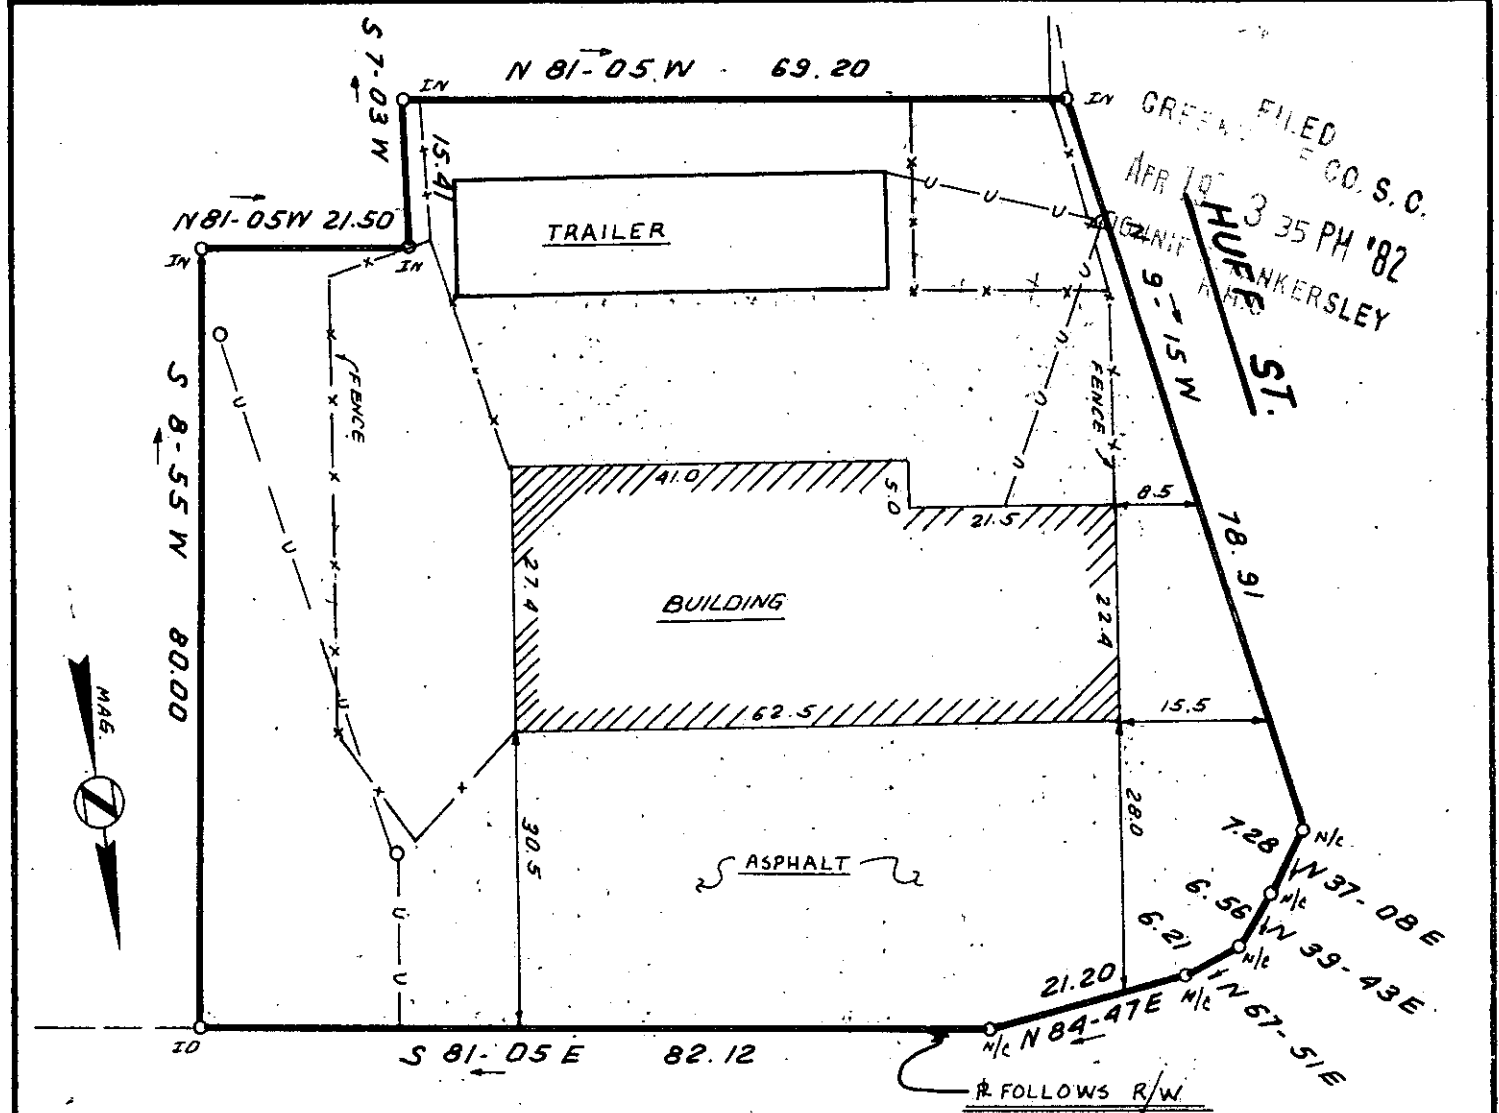 N 81-05 W 69.20
S 7-03 W
IN
IN
FILED
CO. S. C.
APR 19 3 35 PM '82
ANKERSLEY
15.41
N 81-05W 21.50
IN
IN
TRAILER
HUFF ST.
N 9-15 W
78.91
FENCE
FENCE
S 8-55 W 80.00
41.0
5.0
21.5
8.5
27.4
BUILDING
22.4
62.5
15.5
MAG.
30.5
ASPHALT
28.0
7.28
N/C
N 37-08 E
6.56
N/C
N 39-43 E
6.21
N/C
N 67-51 E
21.20
N/C
N 84-47 E
N/C
IO
S 81-05 E 82.12
FOLLOWS R/W